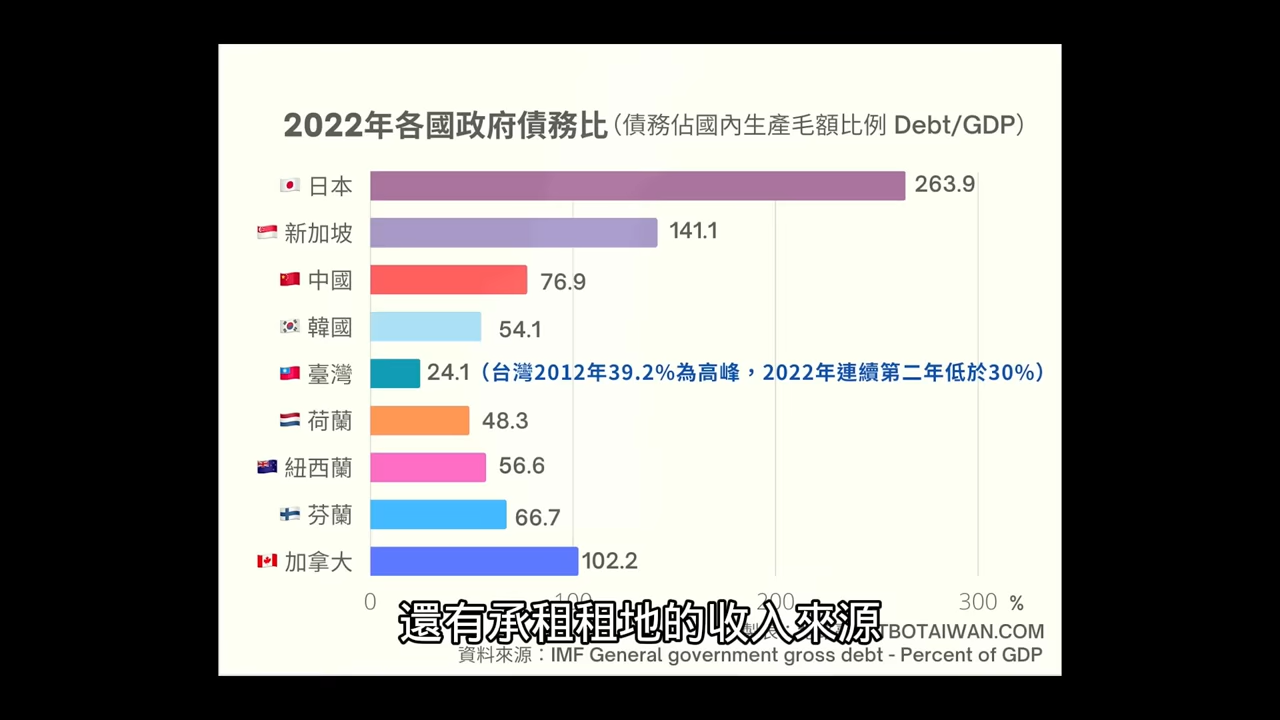 2022年各國政府債務比（債務佔國內生產毛額比例 Debt/GDP）
日本 263.9
新加坡 141.1
中國 76.9
韓國 54.1
臺灣 24.1（台灣2012年39.2%為高峰，2022年連續第二年低於30%）
荷蘭 48.3
紐西蘭 56.6
芬蘭 66.7
加拿大 102.2
0 100 200 300 %
還有承租租地的收入來源
TBOTAIWAN.COM
資料來源：IMF General government gross debt - Percent of GDP